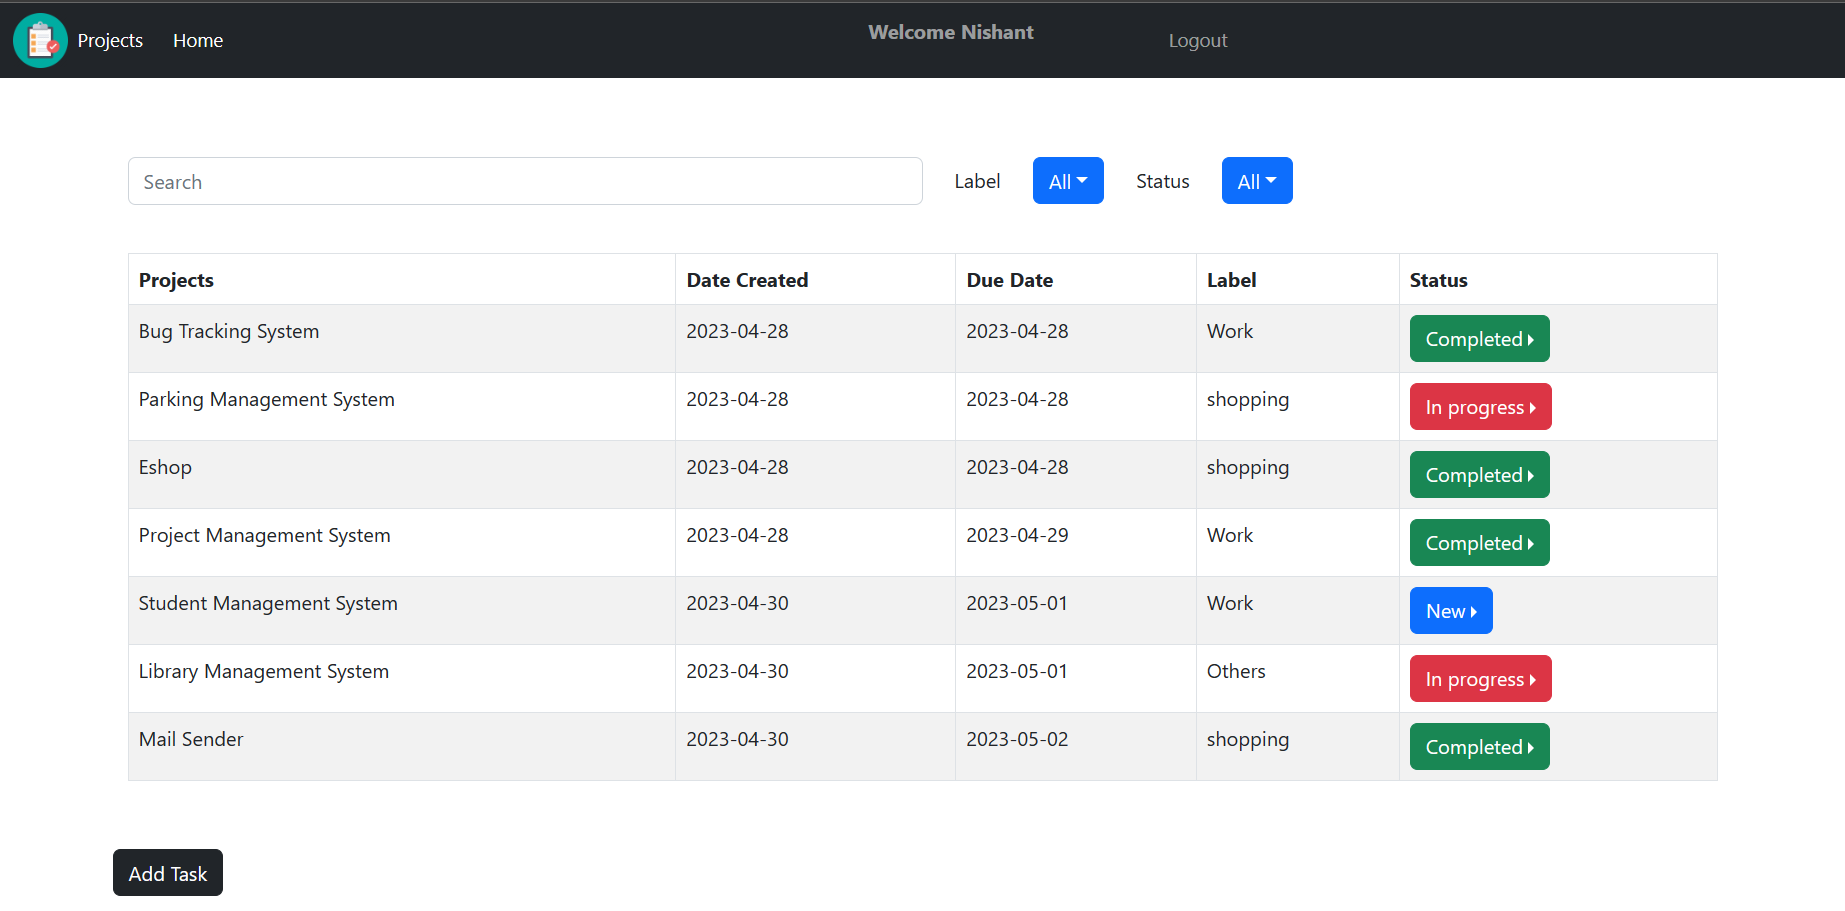 Projects Home Welcome Nishant Logout
Search Label All Status All
Projects Date Created Due Date Label Status
Bug Tracking System 2023-04-28 2023-04-28 Work Completed
Parking Management System 2023-04-28 2023-04-28 shopping In progress
Eshop 2023-04-28 2023-04-28 shopping Completed
Project Management System 2023-04-28 2023-04-29 Work Completed
Student Management System 2023-04-30 2023-05-01 Work New
Library Management System 2023-04-30 2023-05-01 Others In progress
Mail Sender 2023-04-30 2023-05-02 shopping Completed
Add Task